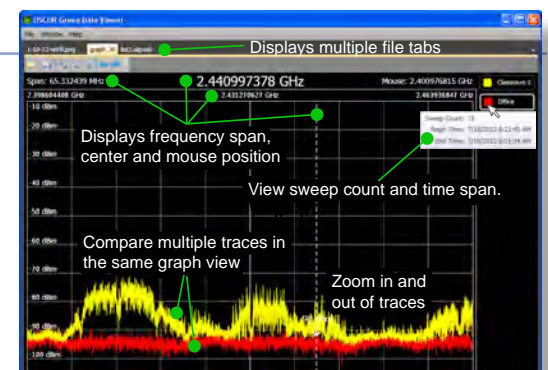 OSCOR Green Data Viewer
File Window Help
Displays multiple file tabs
Span: 65.332439 MHz
2.440997378 GHz
Mouse: 2.400976815 GHz
2.398604408 GHz
2.431270627 GHz
2.463936847 GHz
Office
-10 dBm
Sweep Count: 15
-20 dBm
Displays frequency span,
center and mouse position
-30 dBm
-40 dBm
View sweep count and time span.
-50 dBm
-60 dBm
Compare multiple traces in
the same graph view
-70 dBm
Zoom in and
out of traces
-80 dBm
-90 dBm
-100 dBm